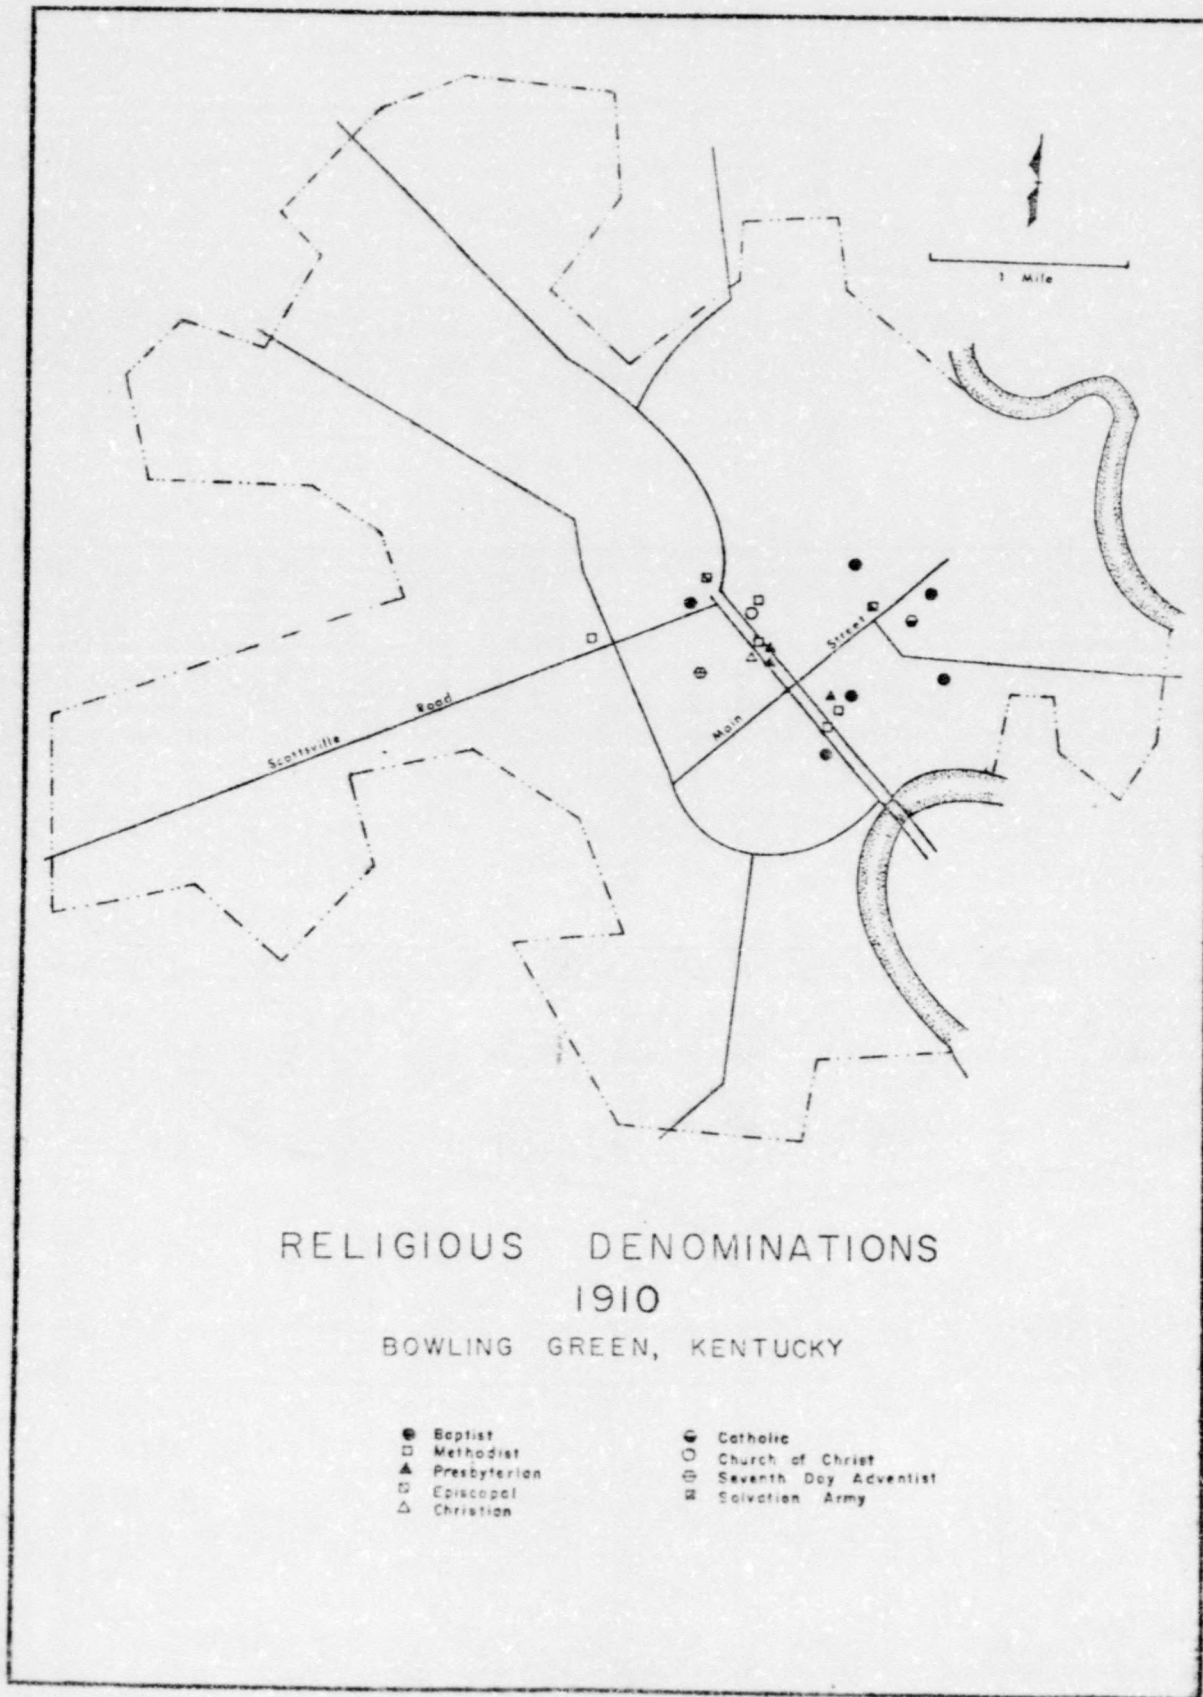 1 Mile
Street
Main
Scottsville Road
RELIGIOUS DENOMINATIONS
1910
BOWLING GREEN, KENTUCKY
Baptist
Methodist
Presbyterian
Episcopal
Christian
Catholic
Church of Christ
Seventh Day Adventist
Salvation Army